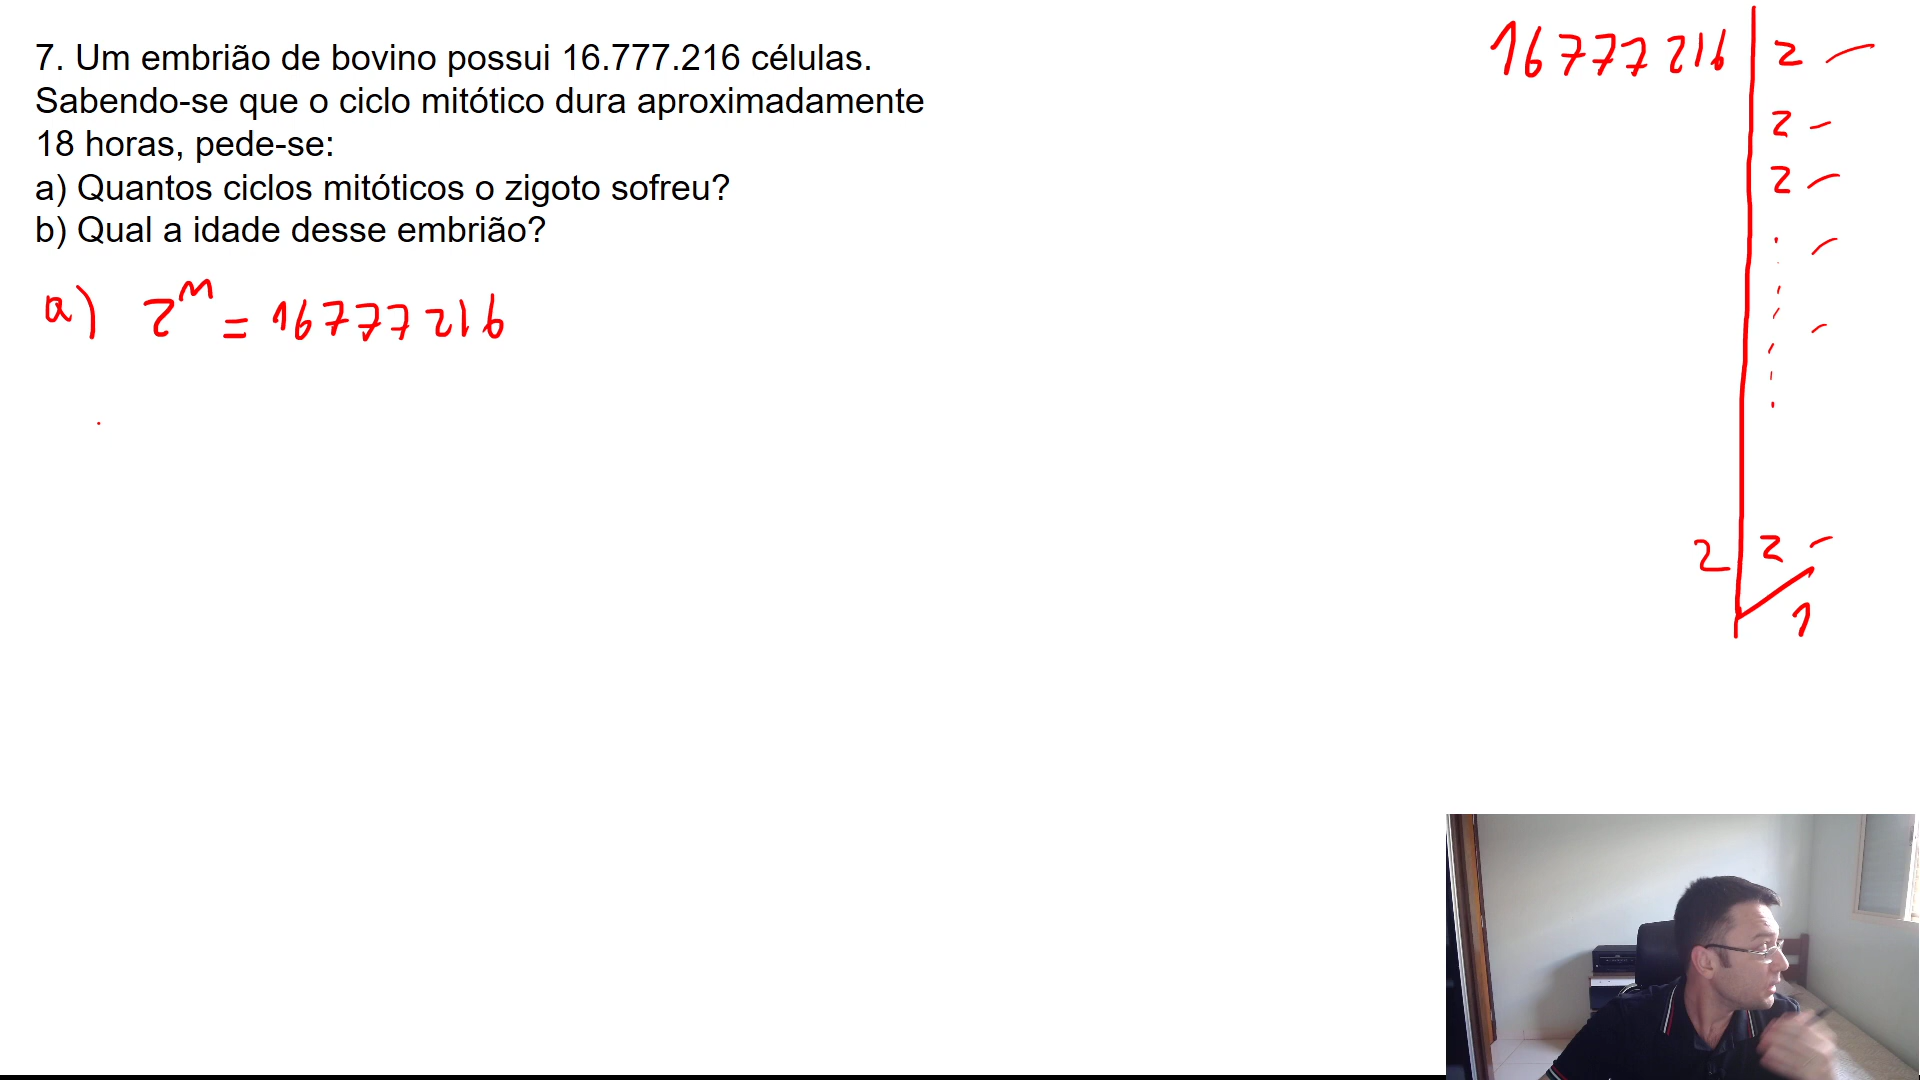 7. Um embrião de bovino possui 16.777.216 células.
Sabendo-se que o ciclo mitótico dura aproximadamente
18 horas, pede-se:
a) Quantos ciclos mitóticos o zigoto sofreu?
b) Qual a idade desse embrião?
a) 2^n = 16777216
16777216 | 2 –
2 –
2 –
2 | 2 –
1